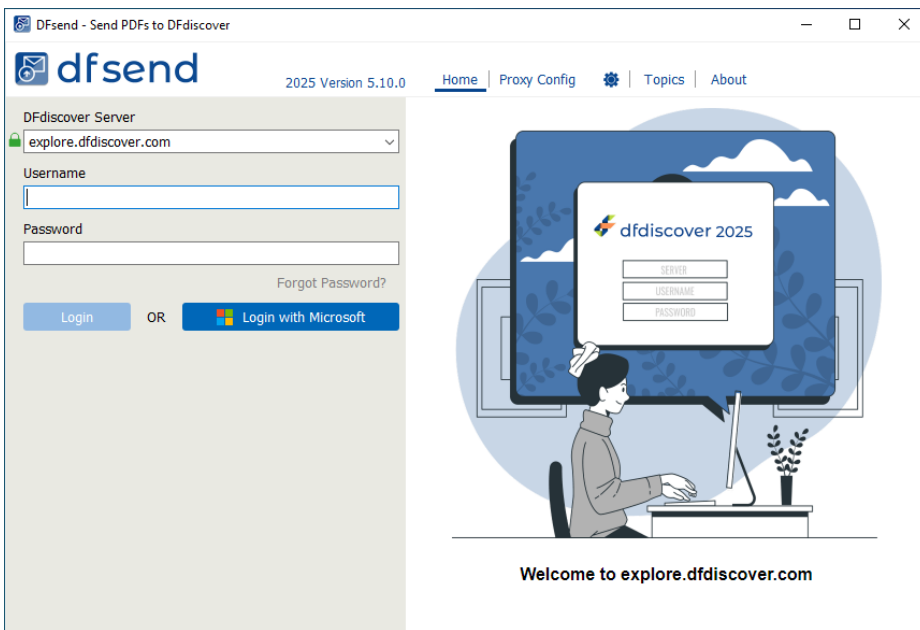 DFsend - Send PDFs to DFdiscover
dfsend
2025 Version 5.10.0
Home Proxy Config Topics About
DFdiscover Server
explore.dfdiscover.com
Username
Password
Forgot Password?
Login OR Login with Microsoft
dfdiscover 2025
SERVER
USERNAME
PASSWORD
Welcome to explore.dfdiscover.com